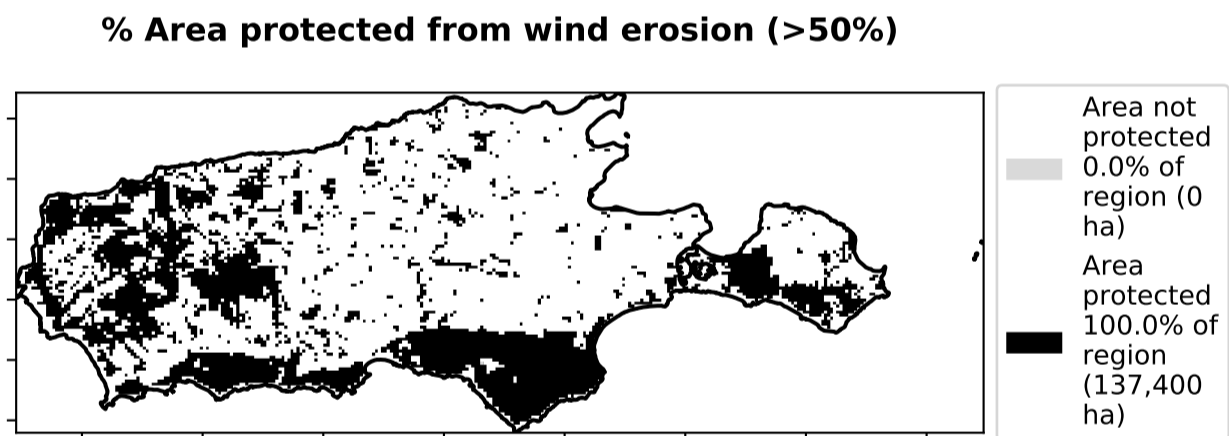 % Area protected from wind erosion (>50%)
Area not
protected
0.0% of
region (0
ha)
Area
protected
100.0% of
region
(137,400
ha)